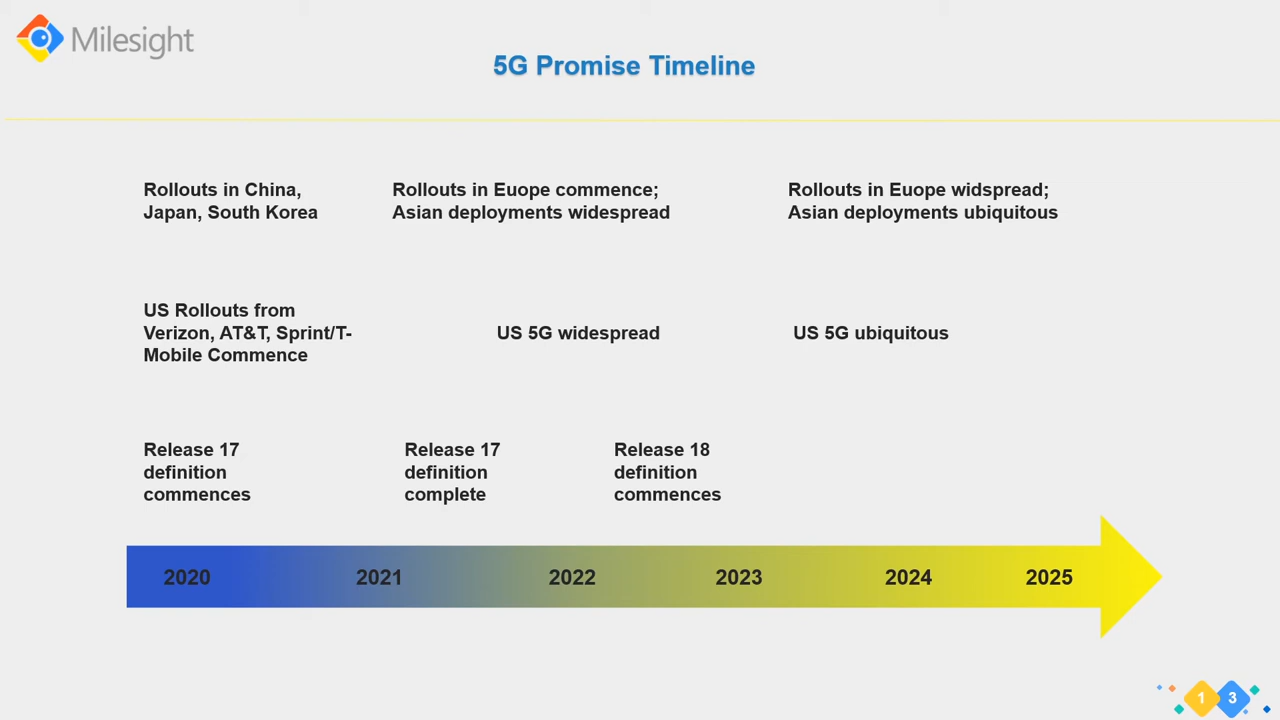 Milesight
5G Promise Timeline
Rollouts in China,
Japan, South Korea
Rollouts in Euope commence;
Asian deployments widespread
Rollouts in Euope widspread;
Asian deployments ubiquitous
US Rollouts from
Verizon, AT&T, Sprint/T-
Mobile Commence
US 5G widespread
US 5G ubiquitous
Release 17
definition
commences
Release 17
definition
complete
Release 18
definition
commences
2020 2021 2022 2023 2024 2025
1 3